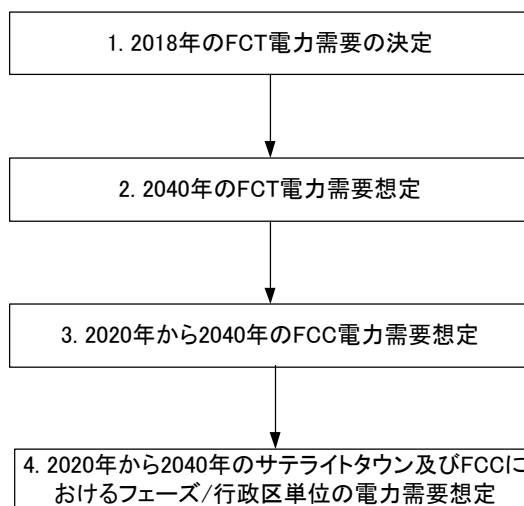 1. 2018年のFCT電力需要の決定
2. 2040年のFCT電力需要想定
3. 2020年から2040年のFCC電力需要想定
4. 2020年から2040年のサテライトタウン及びFCCに
おけるフェーズ/行政区単位の電力需要想定